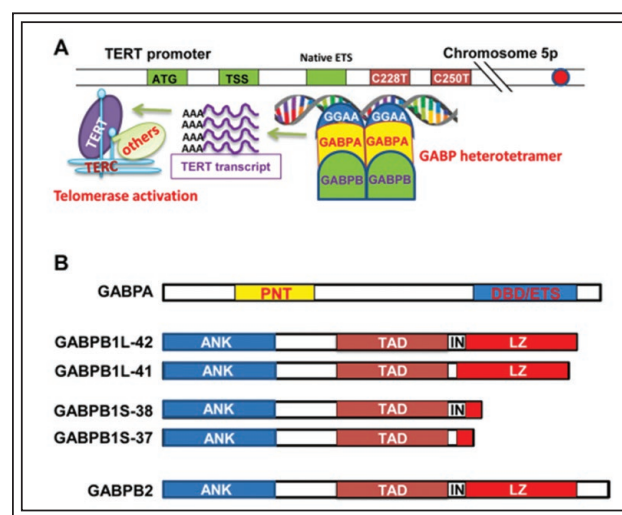 A
TERT promoter
Native ETS
Chromosome 5p
ATG
TSS
C228T
C250T
TERT
others
TERC
AAA
AAA
AAA
AAA
TERT transcript
GGAA
GGAA
GABPA
GABPA
GABPB
GABPB
GABP heterotetramer
Telomerase activation
B
GABPA
PNT
DBD/ETS
GABPB1L-42
ANK
TAD
IN
LZ
GABPB1L-41
ANK
TAD
LZ
GABPB1S-38
ANK
TAD
IN
GABPB1S-37
ANK
TAD
GABPB2
ANK
TAD
IN
LZ